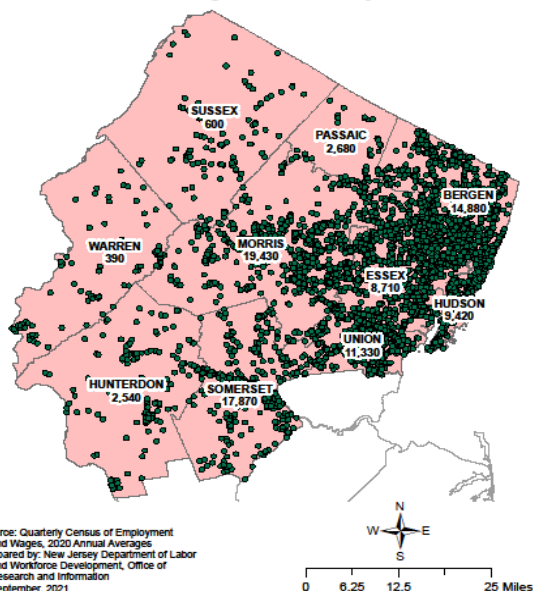 SUSSEX
600
PASSAIC
2,680
BERGEN
14,880
WARREN
390
MORRIS
19,430
ESSEX
8,710
HUDSON
9,420
UNION
11,330
HUNTERDON
2,540
SOMERSET
17,870
rce: Quarterly Census of Employment
d Wages, 2020 Annual Averages
pared by: New Jersey Department of Labor
d Workforce Development, Office of
esearch and Information
eptember, 2021
N
W E
S
0 6.25 12.5 25 Miles